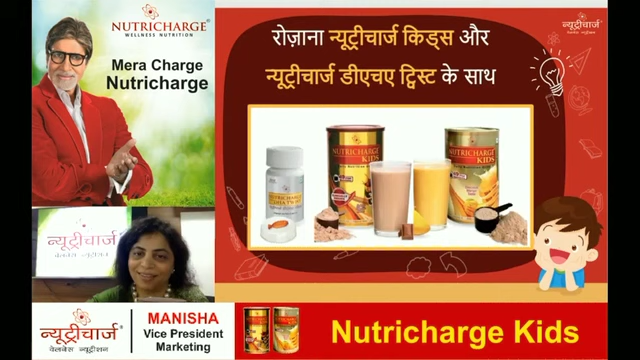 NUTRICHARGE®
WELLNESS NUTRITION
Mera Charge
Nutricharge
रोज़ाना न्यूट्रीचार्ज किड्स और
न्यूट्रीचार्ज डीएचए ट्विस्ट के साथ
न्यूट्रीचार्ज
NUTRICHARGE
KIDS
NUTRICHARGE
KIDS
NUTRICHARGE
न्यूट्रीचार्ज
वेलनेस न्यूट्रीशन
न्यूट्रीचार्ज®
वेलनेस न्यूट्रीशन
MANISHA
Vice President
Marketing
Nutricharge Kids